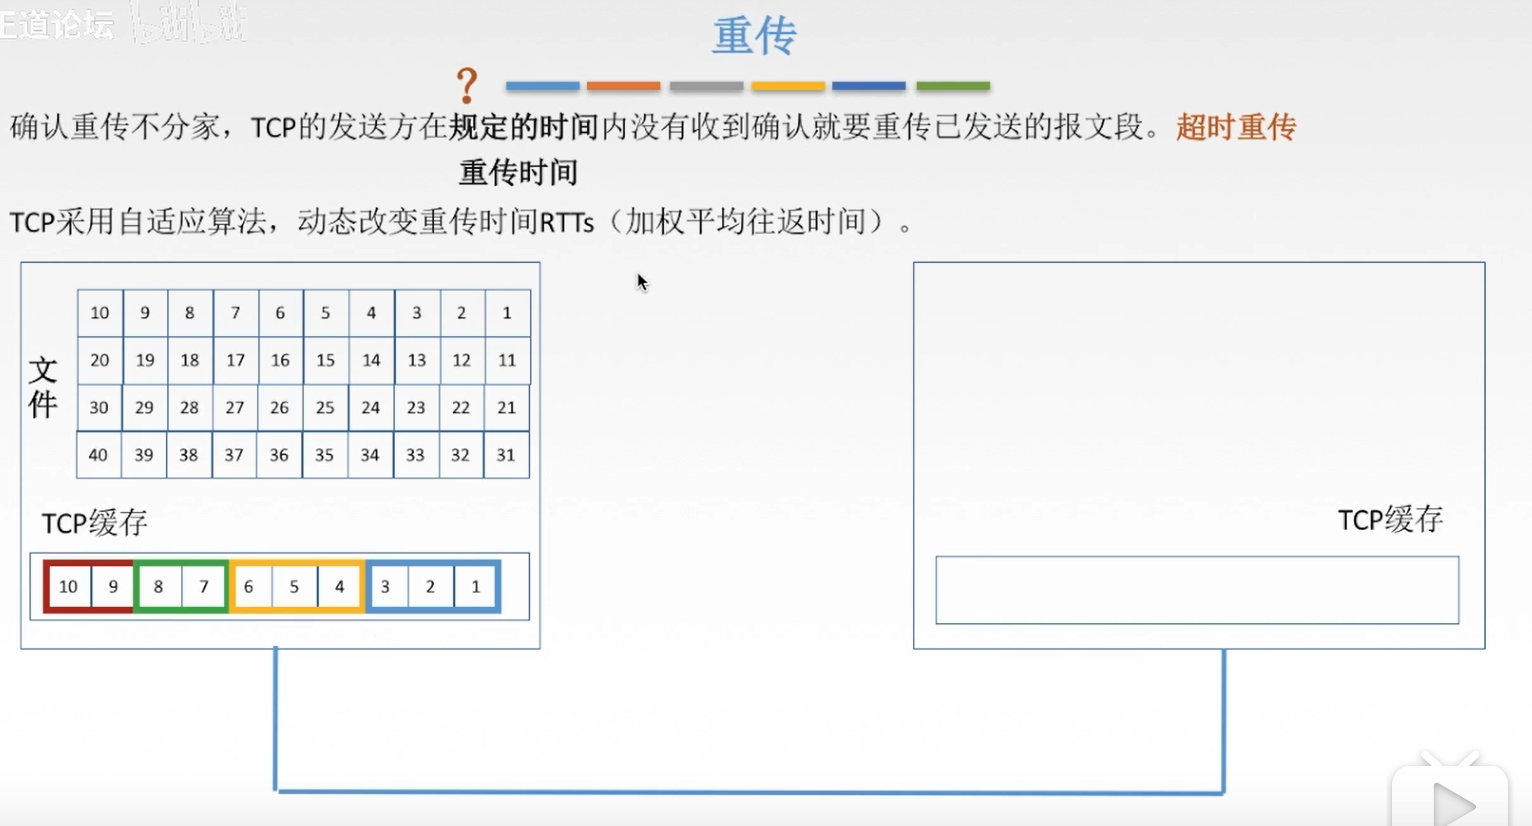 王道论坛 bilibili
重传
?
确认重传不分家，TCP的发送方在规定的时间内没有收到确认就要重传已发送的报文段。超时重传
重传时间
TCP采用自适应算法，动态改变重传时间RTTs（加权平均往返时间）。
文件
10 9 8 7 6 5 4 3 2 1
20 19 18 17 16 15 14 13 12 11
30 29 28 27 26 25 24 23 22 21
40 39 38 37 36 35 34 33 32 31
TCP缓存
10 9 8 7 6 5 4 3 2 1
TCP缓存